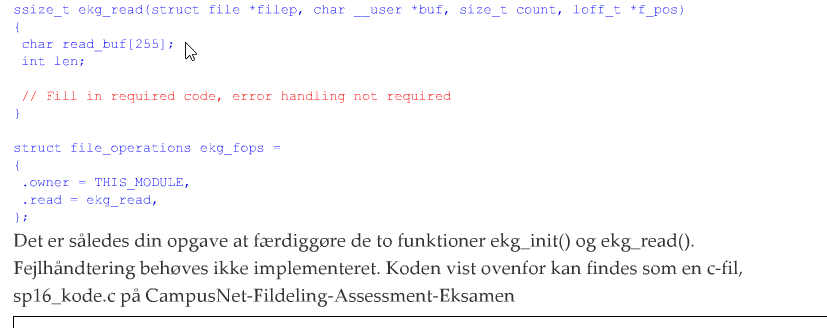 ssize_t ekg_read(struct file *filep, char __user *buf, size_t count, loff_t *f_pos)
{
 char read_buf[255];
 int len;

 // Fill in required code, error handling not required
}

struct file_operations ekg_fops =
{
 .owner = THIS_MODULE,
 .read = ekg_read,
};
Det er således din opgave at færdiggøre de to funktioner ekg_init() og ekg_read().
Fejlhåndtering behøves ikke implementeret. Koden vist ovenfor kan findes som en c-fil,
sp16_kode.c på CampusNet-Fildeling-Assessment-Eksamen